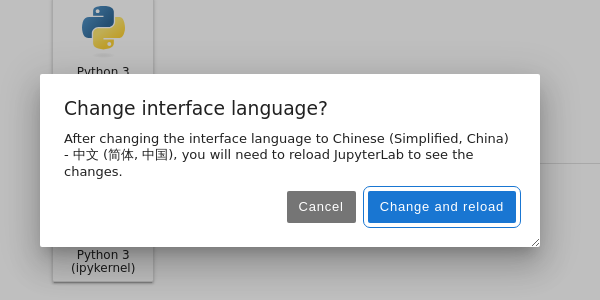 Python 3
Change interface language?
After changing the interface language to Chinese (Simplified, China)
- 中文 (简体, 中国), you will need to reload JupyterLab to see the
changes.
Cancel
Change and reload
Python 3
(ipykernel)